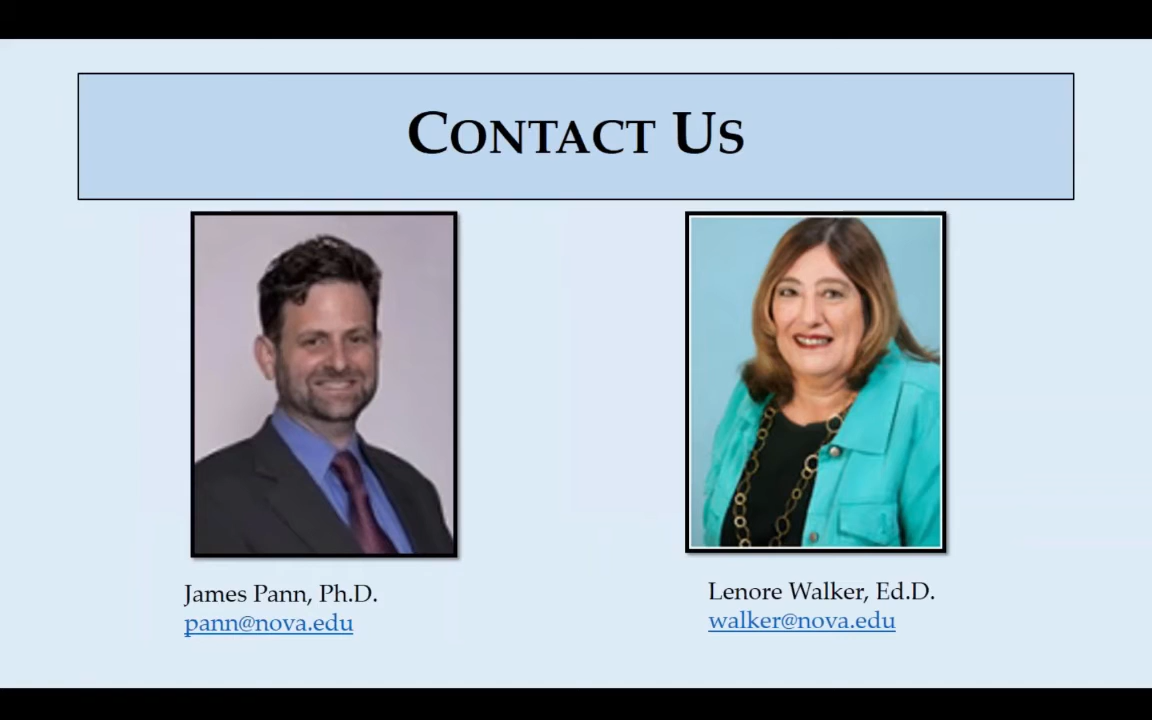 Contact Us
James Pann, Ph.D.
pann@nova.edu
Lenore Walker, Ed.D.
walker@nova.edu